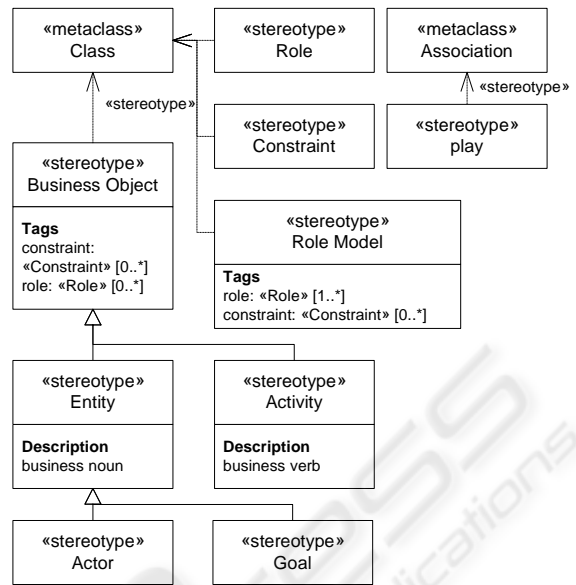 «metaclass»
Class
«stereotype»
Role
«metaclass»
Association
«stereotype»
«stereotype»
«stereotype»
Constraint
«stereotype»
play
«stereotype»
Business Object
Tags
constraint:
«Constraint» [0..*]
role: «Role» [0..*]
«stereotype»
Role Model
Tags
role: «Role» [1..*]
constraint: «Constraint» [0..*]
«stereotype»
Entity
Description
business noun
«stereotype»
Activity
Description
business verb
«stereotype»
Actor
«stereotype»
Goal